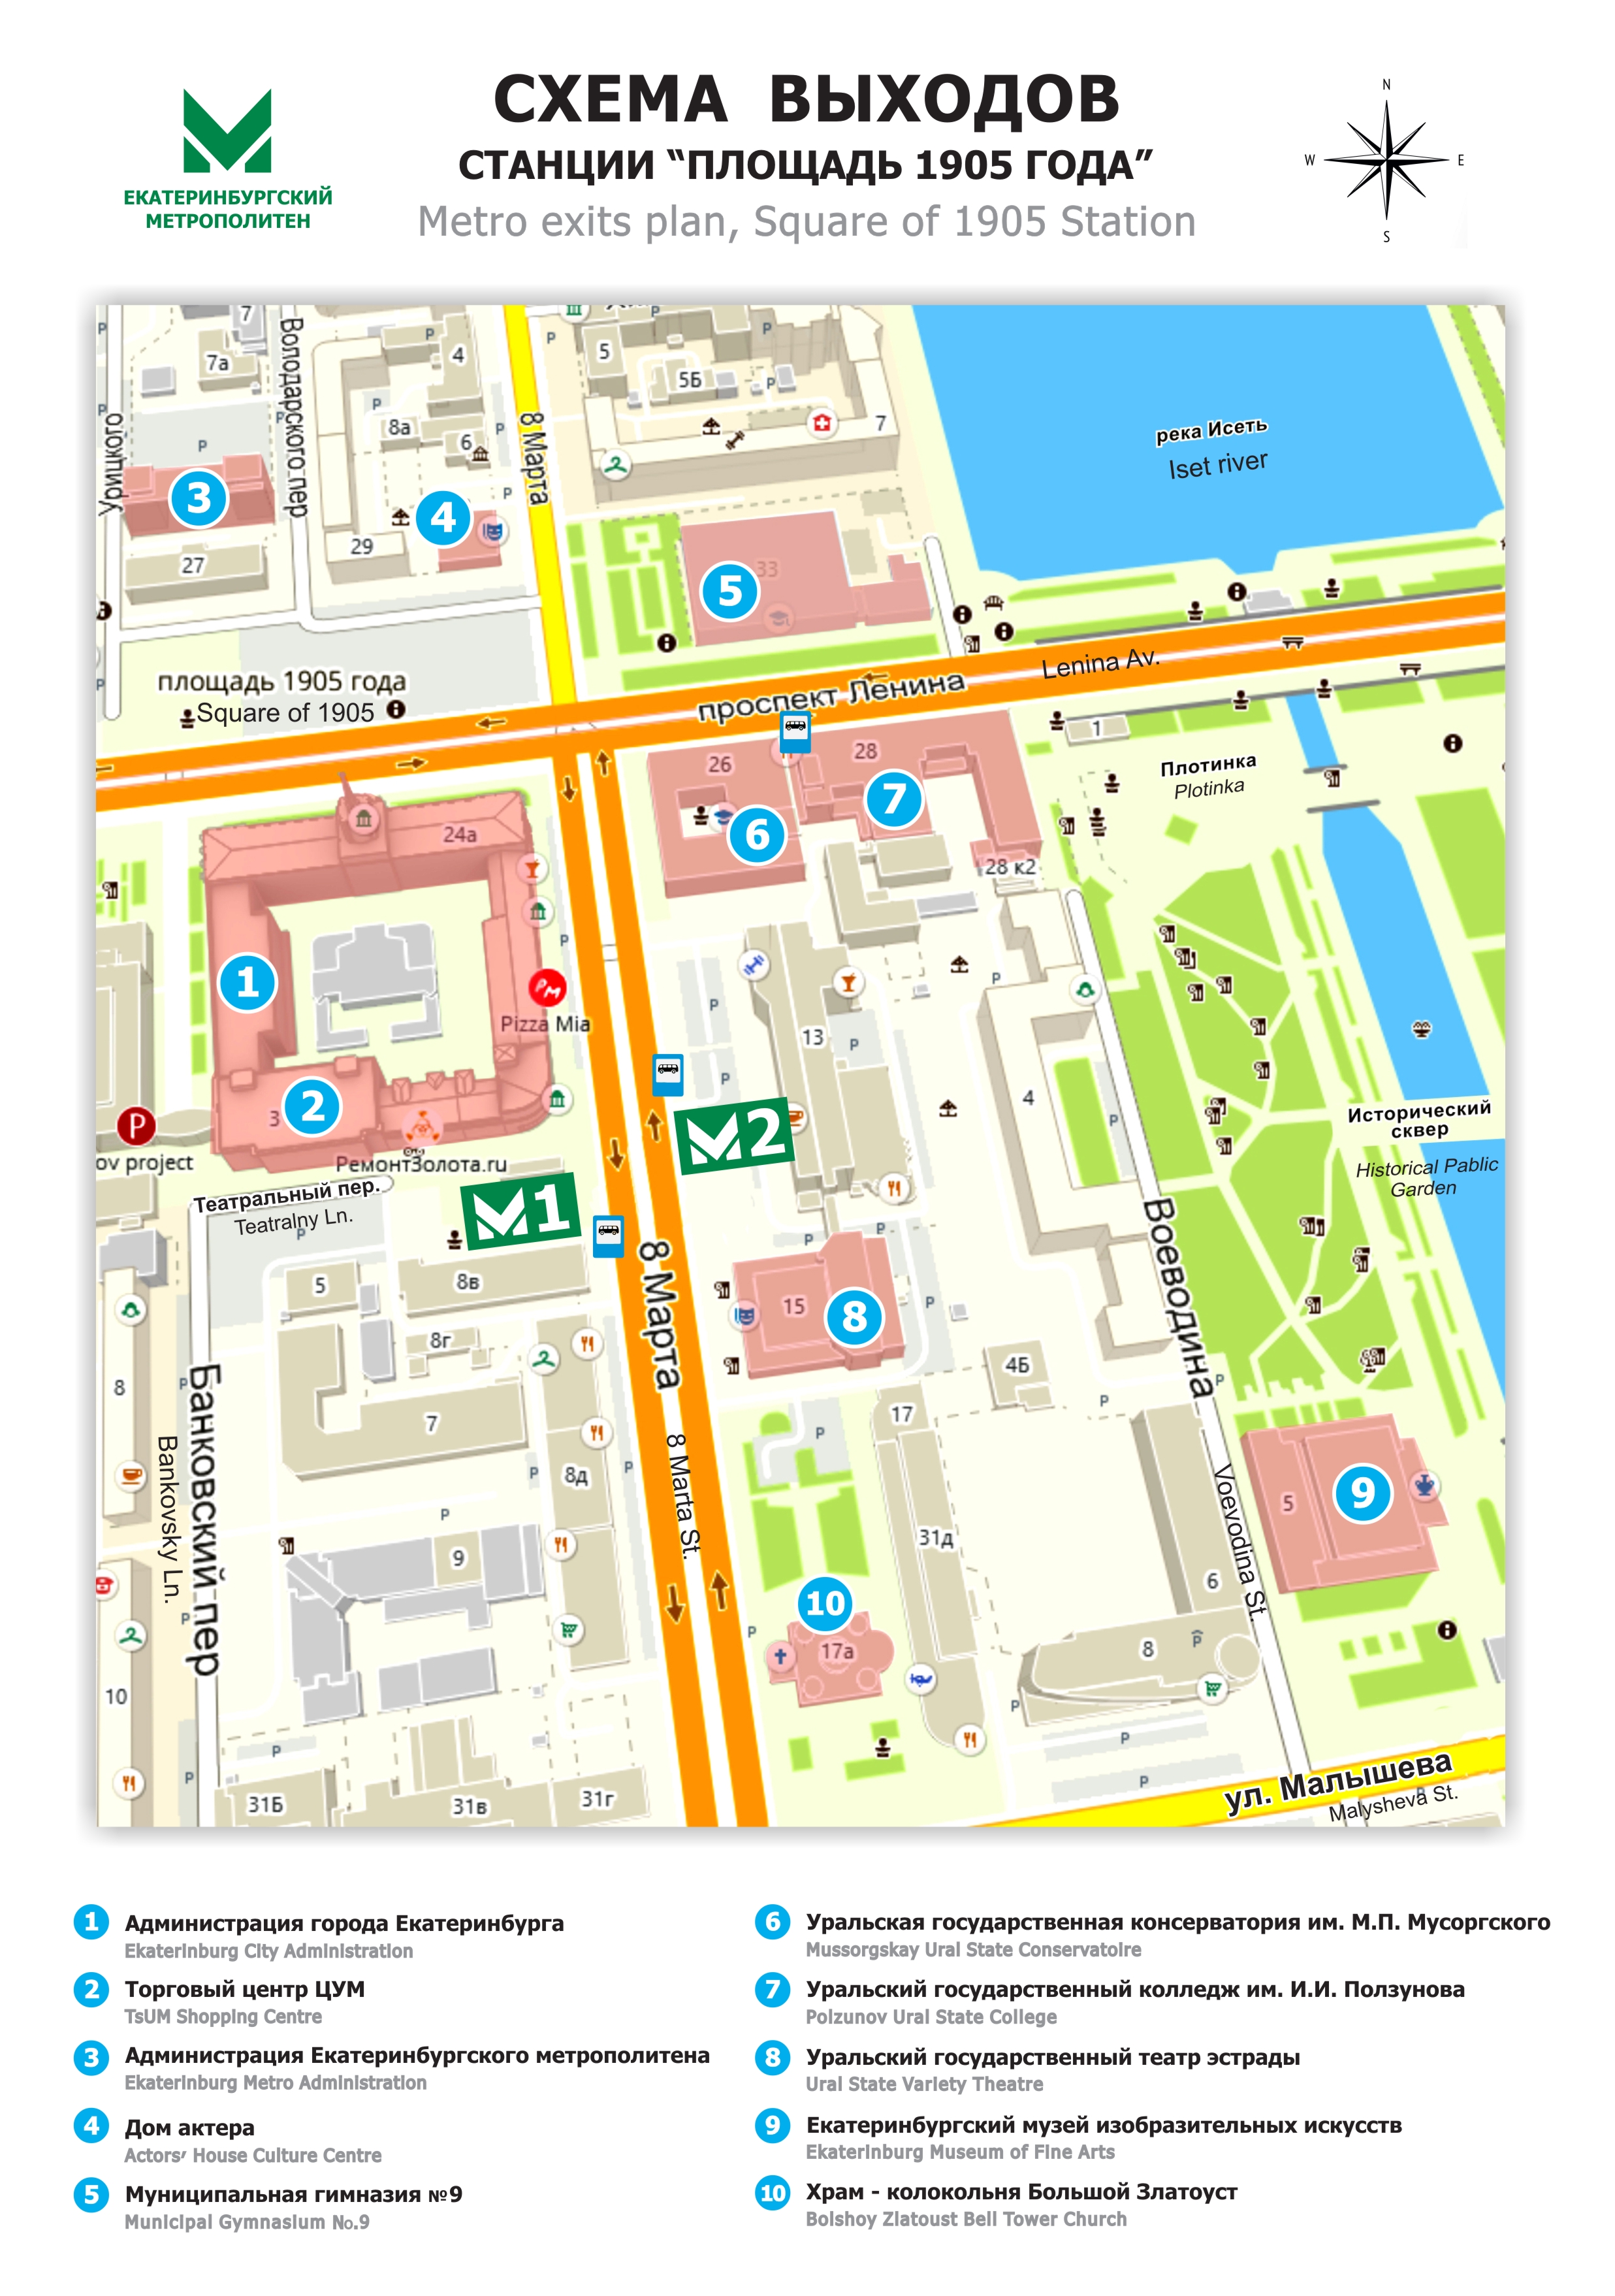 СХЕМА ВЫХОДОВ
СТАНЦИИ “ПЛОЩАДЬ 1905 ГОДА”
Metro exits plan, Square of 1905 Station
ЕКАТЕРИНБУРГСКИЙ
МЕТРОПОЛИТЕН
N
W
E
S
Урицкого
Володарского пер
8 Марта
7
7а
4
8а
6
29
27
5
5Б
7
33
3
4
5
река Исеть
Iset river
площадь 1905 года
Square of 1905
проспект Ленина
Lenina Av.
26
28
28 к2
1
6
7
Плотинка
Plotinka
24а
1
2
3
Pizza Mia
13
4
P
ov project
РемонтЗолота.ru
Театральный пер.
Teatralny Ln.
М1
М2
Исторический
сквер
Historical Pablic
Garden
5
8в
8г
7
8д
9
8
10
8 Марта
8 Marta St.
15
8
4Б
17
31д
Воеводина
Voevodina St.
5
9
6
8
10
17а
Банковский пер
Bankovsky Ln.
31Б
31в
31г
ул. Малышева
Malysheva St.
1 Администрация города Екатеринбурга
Ekaterinburg City Administration
2 Торговый центр ЦУМ
TsUM Shopping Centre
3 Администрация Екатеринбургского метрополитена
Ekaterinburg Metro Administration
4 Дом актера
Actors’ House Culture Centre
5 Муниципальная гимназия №9
Municipal Gymnasium No.9
6 Уральская государственная консерватория им. М.П. Мусоргского
Mussorgskay Ural State Conservatoire
7 Уральский государственный колледж им. И.И. Ползунова
Polzunov Ural State College
8 Уральский государственный театр эстрады
Ural State Variety Theatre
9 Екатеринбургский музей изобразительных искусств
Ekaterinburg Museum of Fine Arts
10 Храм - колокольня Большой Златоуст
Bolshoy Zlatoust Bell Tower Church